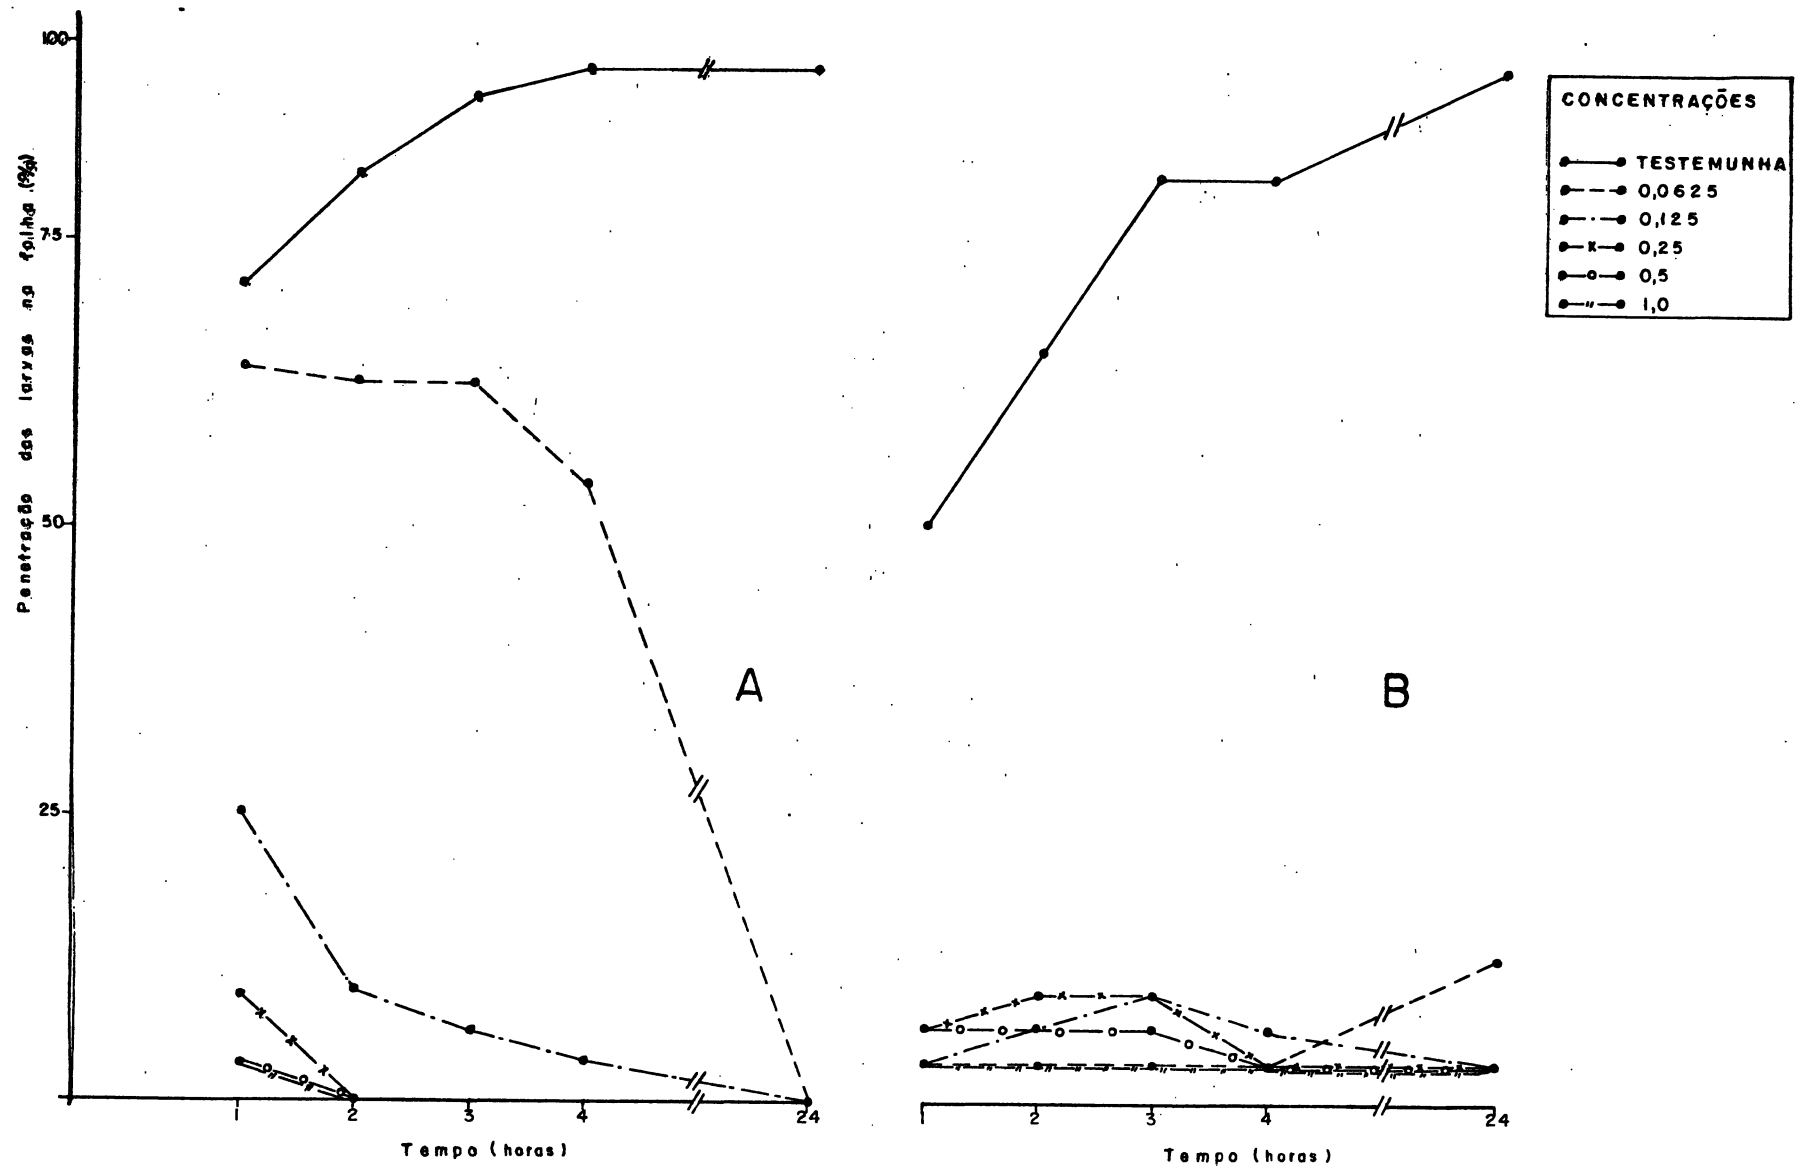 100
75
50
25
Penetração das larvas na folha (%)
A
1 2 3 4 24
Tempo (horas)
B
1 2 3 4 24
Tempo (horas)
CONCENTRAÇÕES
TESTEMUNHA
0,0625
0,125
0,25
0,5
1,0